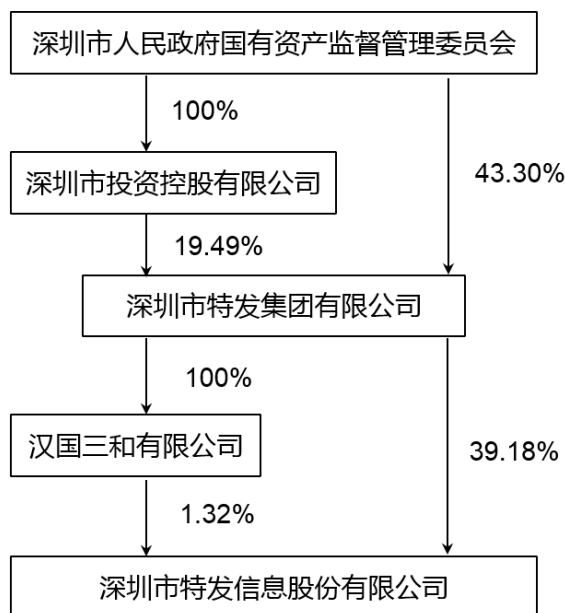 深圳市人民政府国有资产监督管理委员会
100%
43.30%
深圳市投资控股有限公司
19.49%
深圳市特发集团有限公司
100%
39.18%
汉国三和有限公司
1.32%
深圳市特发信息股份有限公司